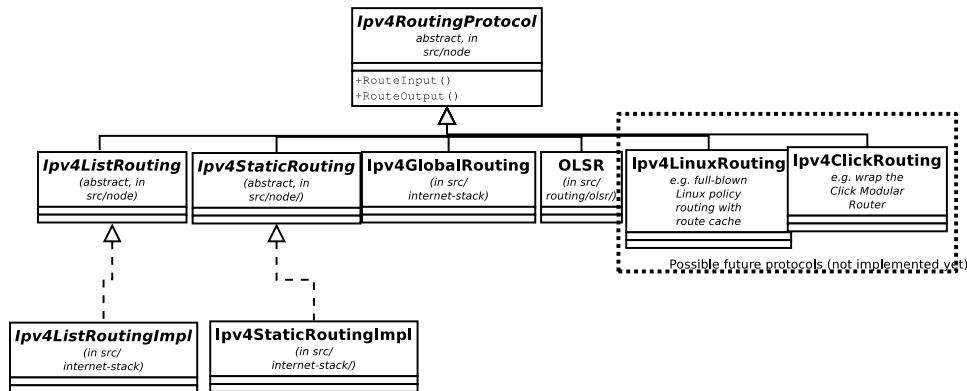 Ipv4RoutingProtocol
abstract, in
src/node
+RouteInput()
+RouteOutput()
Ipv4ListRouting
(abstract, in
src/node)
Ipv4StaticRouting
(abstract, in
src/node/)
Ipv4GlobalRouting
(in src/
internet-stack)
OLSR
(in src/
routing/olsr/)
Ipv4LinuxRouting
e.g. full-blown
Linux policy
routing with
route cache
Ipv4ClickRouting
e.g. wrap the
Click Modular
Router
Possible future protocols (not implemented yet)
Ipv4ListRoutingImpl
(in src/
internet-stack)
Ipv4StaticRoutingImpl
(in src/
internet-stack/)